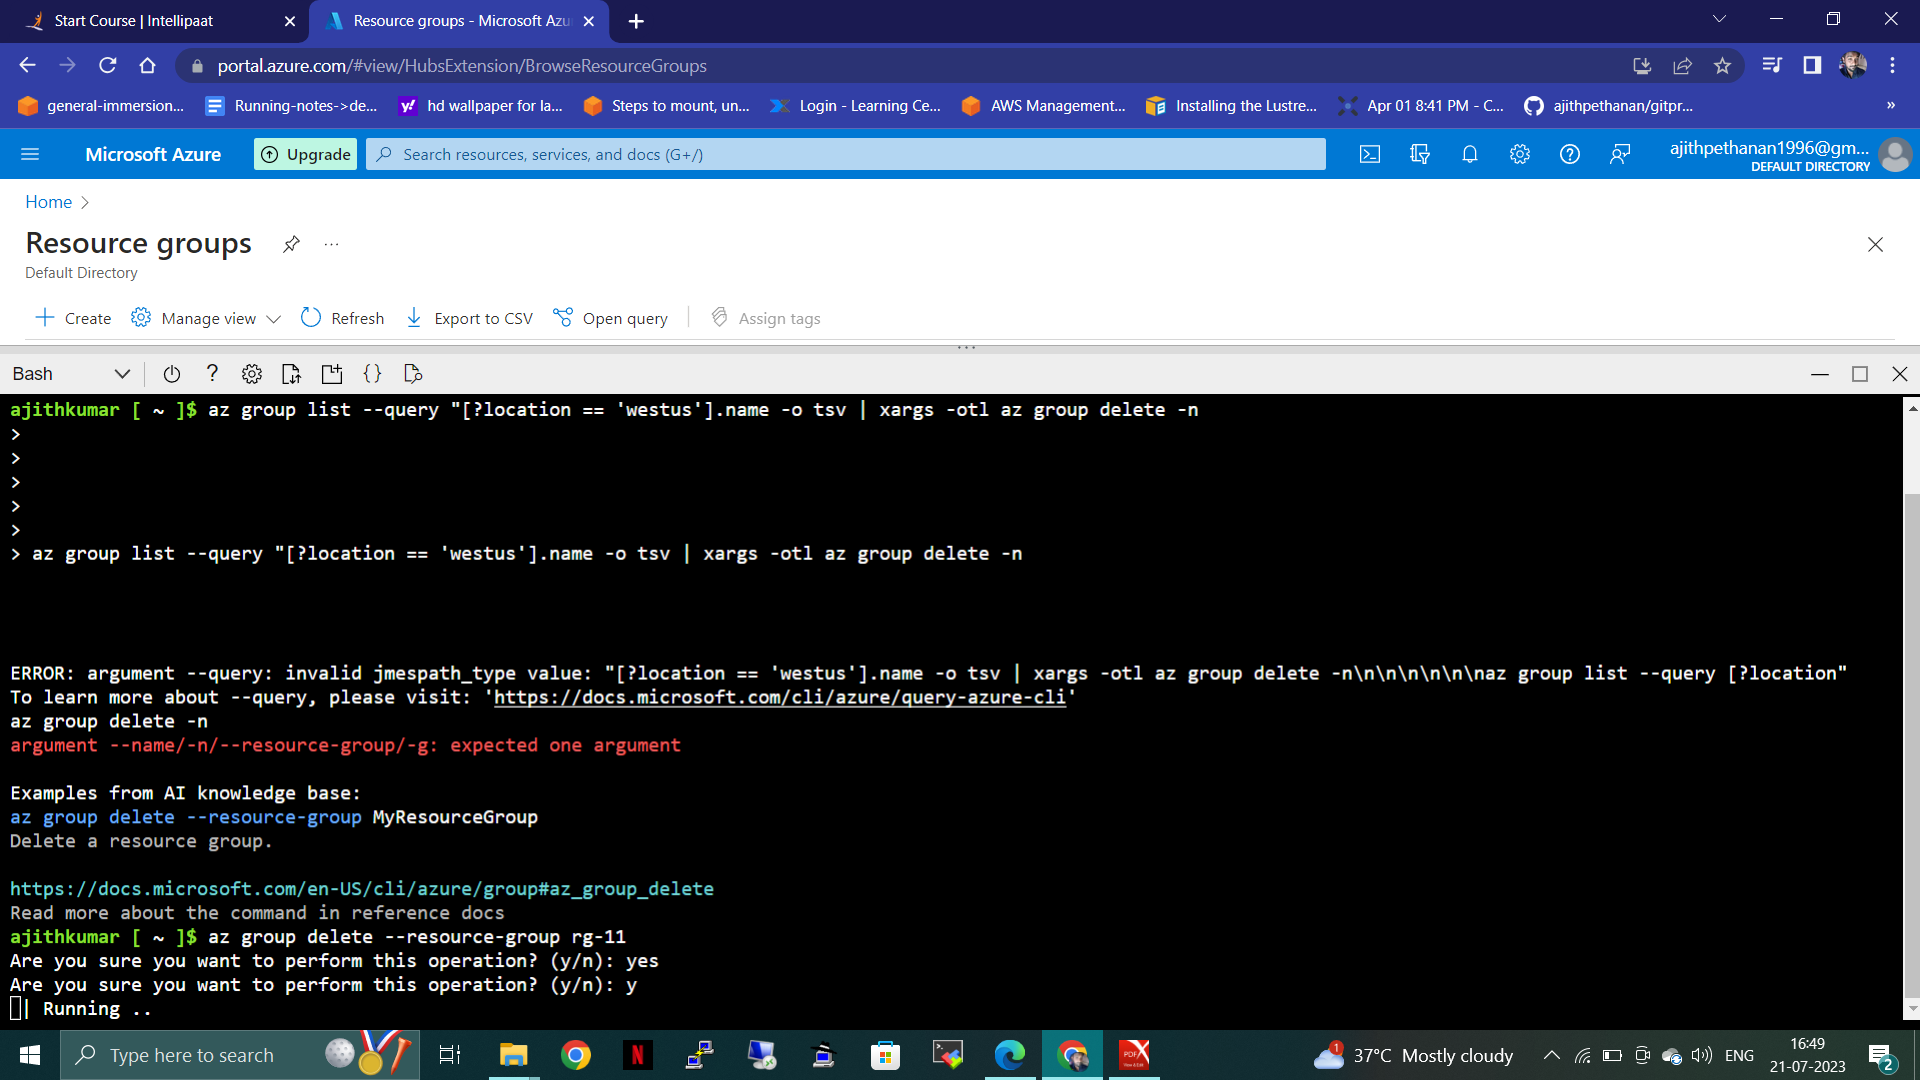 Start Course | Intellipaat
Resource groups - Microsoft Azu
portal.azure.com/#view/HubsExtension/BrowseResourceGroups
general-immersion...
Running-notes->de...
hd wallpaper for la...
Steps to mount, un...
Login - Learning Ce...
AWS Management...
Installing the Lustre...
Apr 01 8:41 PM - C...
ajithpethanan/gitpr...
»
Microsoft Azure
Upgrade
Search resources, services, and docs (G+/)
ajithpethanan1996@gm...
DEFAULT DIRECTORY
Home >
Resource groups
...
Default Directory
Create
Manage view
Refresh
Export to CSV
Open query
Assign tags
Bash
?
{}
ajithkumar [ ~ ]$ az group list --query "[?location == 'westus'].name -o tsv | xargs -otl az group delete -n
>
>
>
>
>
> az group list --query "[?location == 'westus'].name -o tsv | xargs -otl az group delete -n
ERROR: argument --query: invalid jmespath_type value: "[?location == 'westus'].name -o tsv | xargs -otl az group delete -n\n\n\n\n\n\naz group list --query [?location"
To learn more about --query, please visit: 'https://docs.microsoft.com/cli/azure/query-azure-cli'
az group delete -n
argument --name/-n/--resource-group/-g: expected one argument
Examples from AI knowledge base:
az group delete --resource-group MyResourceGroup
Delete a resource group.
https://docs.microsoft.com/en-US/cli/azure/group#az_group_delete
Read more about the command in reference docs
ajithkumar [ ~ ]$ az group delete --resource-group rg-11
Are you sure you want to perform this operation? (y/n): yes
Are you sure you want to perform this operation? (y/n): y
| Running ..
Type here to search
N
PDF
1
37°C Mostly cloudy
ENG
16:49
21-07-2023
2